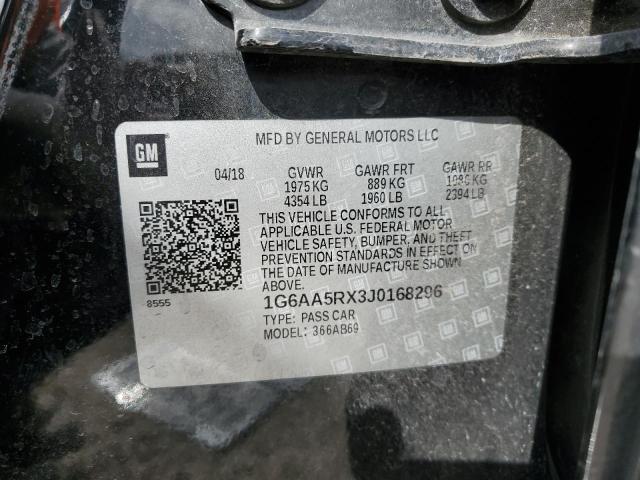 GM
MFD BY GENERAL MOTORS LLC
04/18 GVWR GAWR FRT GAWR RR
1975 KG 889 KG 1086 KG
4354 LB 1960 LB 2394 LB
THIS VEHICLE CONFORMS TO ALL
APPLICABLE U.S. FEDERAL MOTOR
VEHICLE SAFETY, BUMPER, AND THEFT
PREVENTION STANDARDS IN EFFECT ON
THE DATE OF MANUFACTURE SHOWN
ABOVE.
8555
1G6AA5RX3J0168296
TYPE: PASS CAR
MODEL: 366AB69